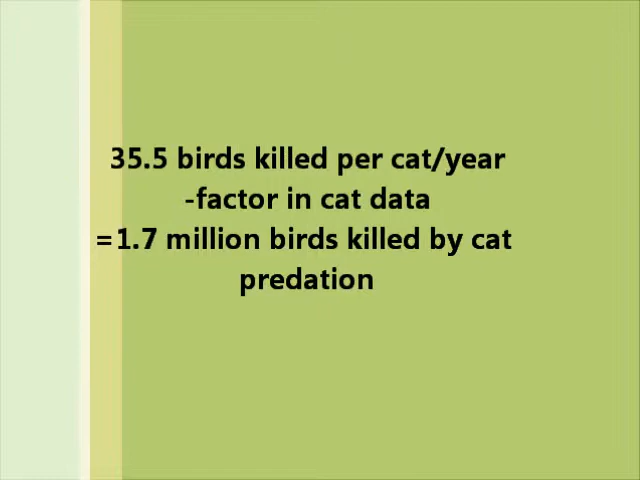 35.5 birds killed per cat/year
-factor in cat data
=1.7 million birds killed by cat
predation